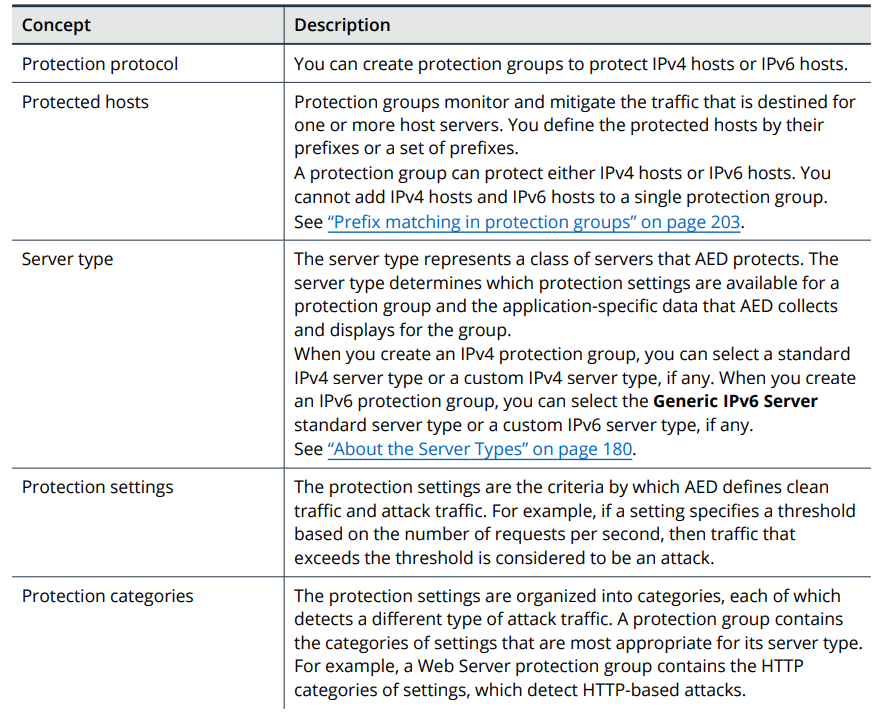 Concept
Description
Protection protocol
You can create protection groups to protect IPv4 hosts or IPv6 hosts.
Protected hosts
Protection groups monitor and mitigate the traffic that is destined for
one or more host servers. You define the protected hosts by their
prefixes or a set of prefixes.
A protection group can protect either IPv4 hosts or IPv6 hosts. You
cannot add IPv4 hosts and IPv6 hosts to a single protection group.
See “Prefix matching in protection groups” on page 203.
Server type
The server type represents a class of servers that AED protects. The
server type determines which protection settings are available for a
protection group and the application-specific data that AED collects
and displays for the group.
When you create an IPv4 protection group, you can select a standard
IPv4 server type or a custom IPv4 server type, if any. When you create
an IPv6 protection group, you can select the Generic IPv6 Server
standard server type or a custom IPv6 server type, if any.
See “About the Server Types” on page 180.
Protection settings
The protection settings are the criteria by which AED defines clean
traffic and attack traffic. For example, if a setting specifies a threshold
based on the number of requests per second, then traffic that
exceeds the threshold is considered to be an attack.
Protection categories
The protection settings are organized into categories, each of which
detects a different type of attack traffic. A protection group contains
the categories of settings that are most appropriate for its server type.
For example, a Web Server protection group contains the HTTP
categories of settings, which detect HTTP-based attacks.